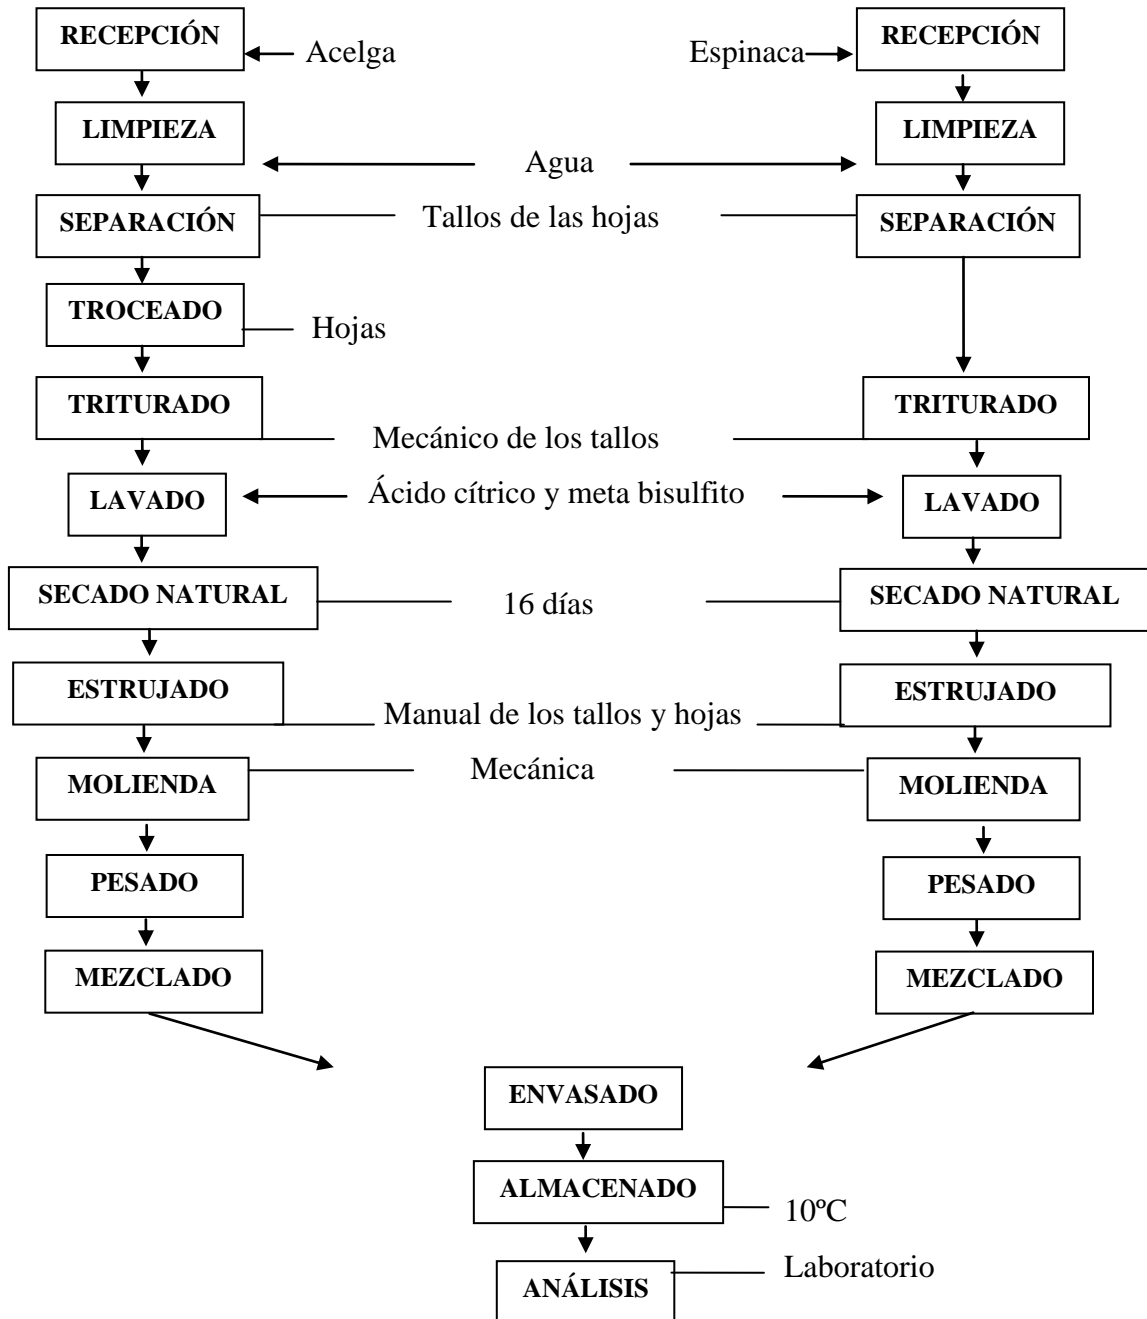 RECEPCIÓN
Acelga
Espinaca
RECEPCIÓN
LIMPIEZA
LIMPIEZA
Agua
SEPARACIÓN
Tallos de las hojas
SEPARACIÓN
TROCEADO
Hojas
TRITURADO
Mecánico de los tallos
TRITURADO
LAVADO
Ácido cítrico y meta bisulfito
LAVADO
SECADO NATURAL
16 días
SECADO NATURAL
ESTRUJADO
Manual de los tallos y hojas
ESTRUJADO
MOLIENDA
Mecánica
MOLIENDA
PESADO
PESADO
MEZCLADO
MEZCLADO
ENVASADO
ALMACENADO
10ºC
ANÁLISIS
Laboratorio